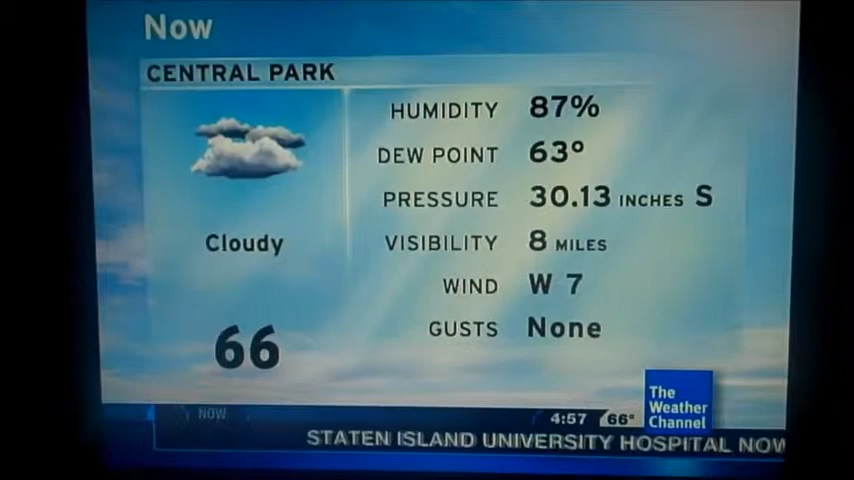 Now
CENTRAL PARK
HUMIDITY 87%
DEW POINT 63°
PRESSURE 30.13 INCHES S
VISIBILITY 8 MILES
Cloudy
WIND W 7
GUSTS None
66
NOW
4:57 66°
The
Weather
Channel
STATEN ISLAND UNIVERSITY HOSPITAL NOW